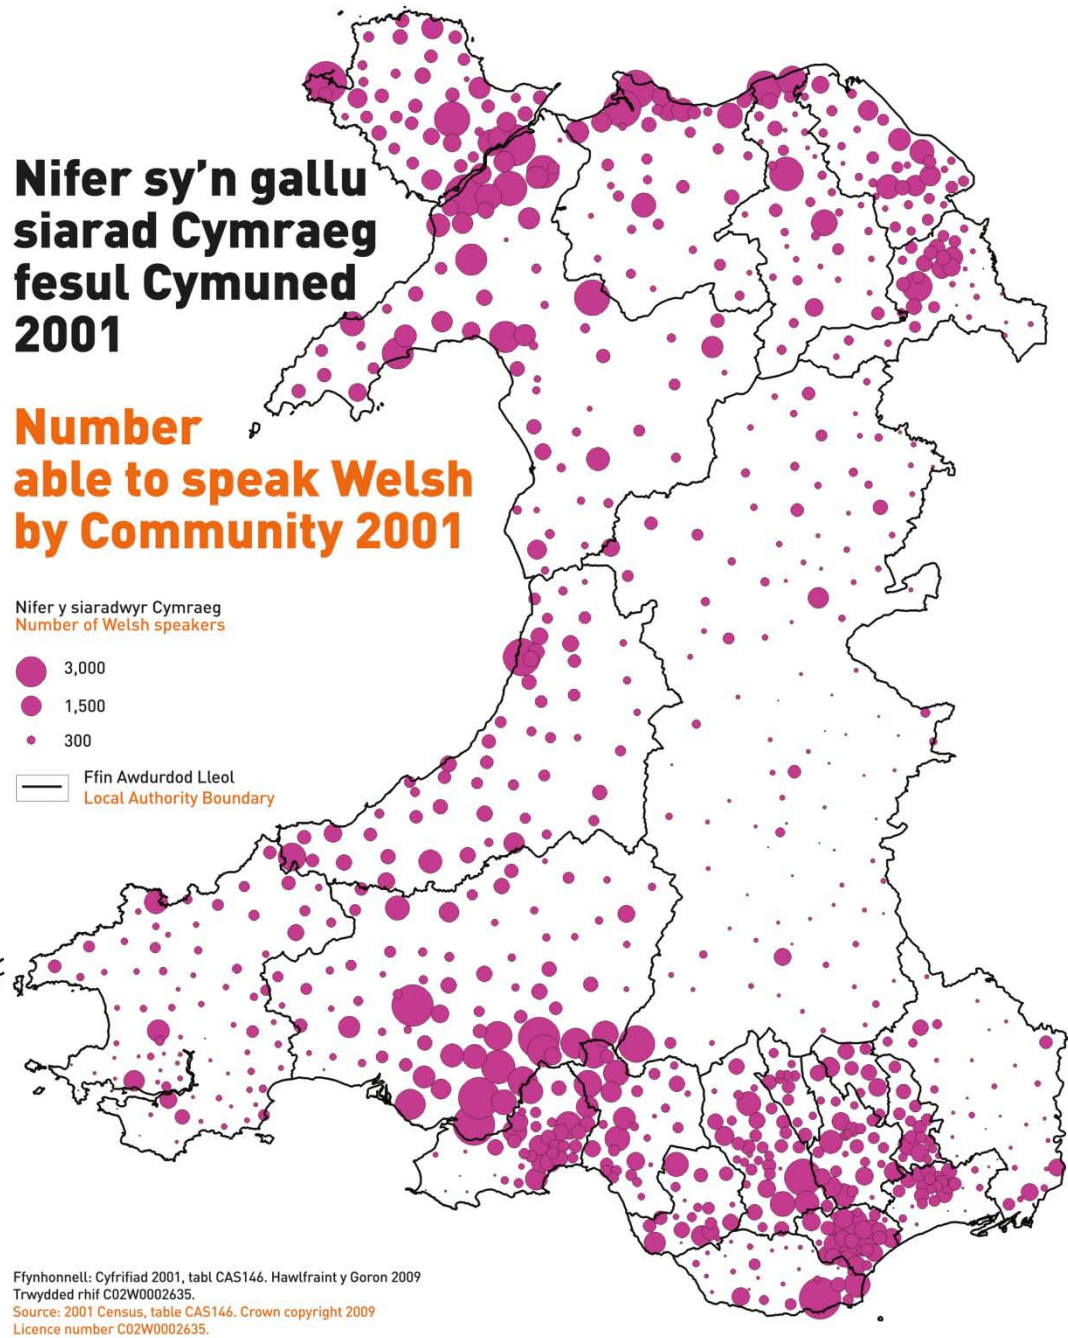 Nifer sy'n gallu
siarad Cymraeg
fesul Cymuned
2001
Number
able to speak Welsh
by Community 2001
Nifer y siaradwyr Cymraeg
Number of Welsh speakers
3,000
1,500
300
Ffin Awdurdod Lleol
Local Authority Boundary
Ffynhonnell: Cyfrifiad 2001, tabl CAS146. Hawlfraint y Goron 2009
Trwydded rhif C02W0002635.
Source: 2001 Census, table CAS146. Crown copyright 2009
Licence number C02W0002635.